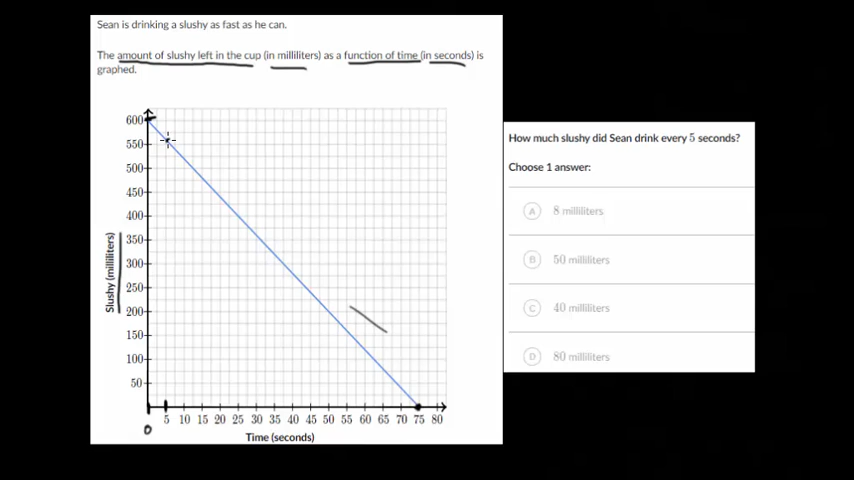 Sean is drinking a slushy as fast as he can.
The amount of slushy left in the cup (in milliliters) as a function of time (in seconds) is
graphed.
600
550
500
450
400
350
300
250
200
150
100
50
Slushy (milliliters)
0
5 10 15 20 25 30 35 40 45 50 55 60 65 70 75 80
Time (seconds)
How much slushy did Sean drink every 5 seconds?
Choose 1 answer:
A 8 milliliters
B 50 milliliters
C 40 milliliters
D 80 milliliters